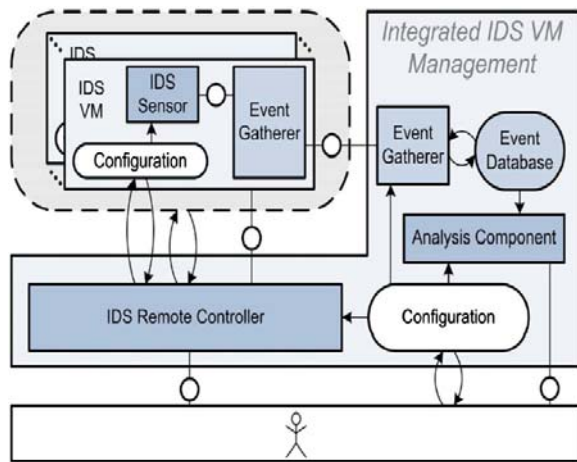 Integrated IDS VM
Management
IDS
IDS
VM
IDS
Sensor
Event
Gatherer
Configuration
Event
Gatherer
Event
Database
Analysis Component
IDS Remote Controller
Configuration